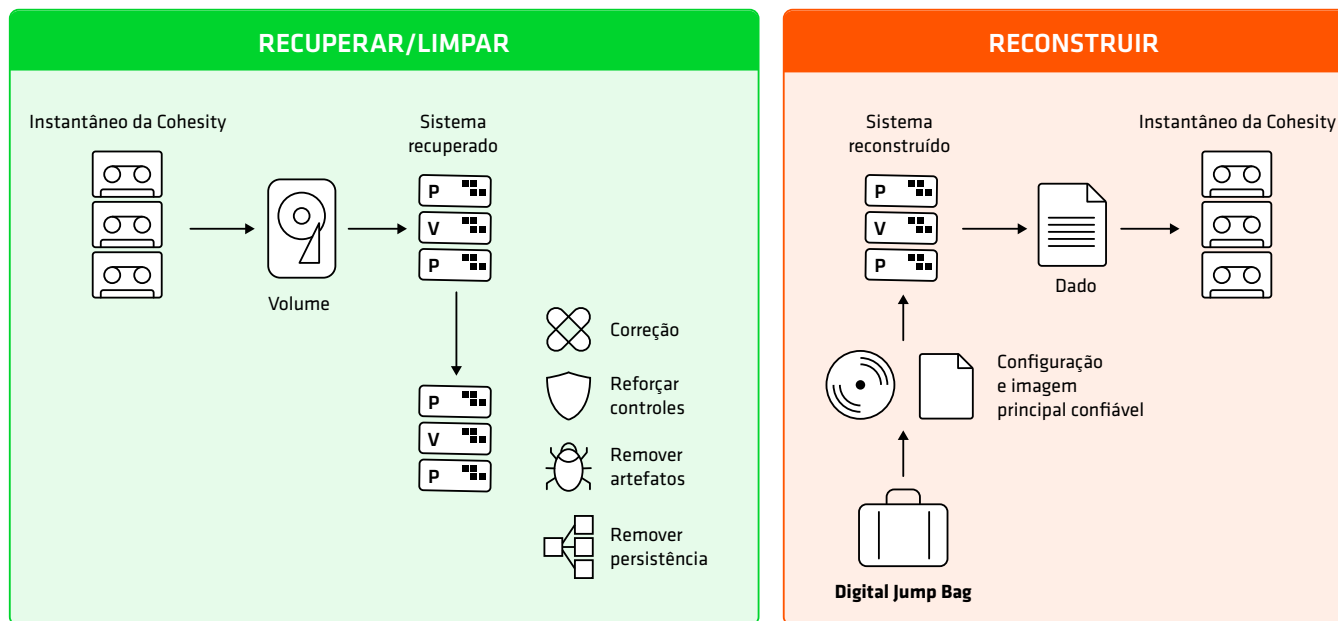 RECUPERAR/LIMPAR
Instantâneo da Cohesity
Sistema
recuperado
P
V
P
Volume
P
V
P
Correção
Reforçar
controles
Remover
artefatos
Remover
persistência
RECONSTRUIR
Sistema
reconstruído
Instantâneo da Cohesity
P
V
P
Dado
Configuração
e imagem
principal confiável
Digital Jump Bag